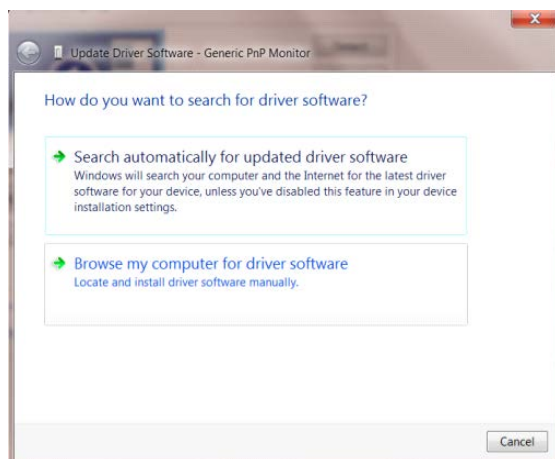 Update Driver Software - Generic PnP Monitor
How do you want to search for driver software?
Search automatically for updated driver software
Windows will search your computer and the Internet for the latest driver
software for your device, unless you've disabled this feature in your device
installation settings.
Browse my computer for driver software
Locate and install driver software manually.
Cancel